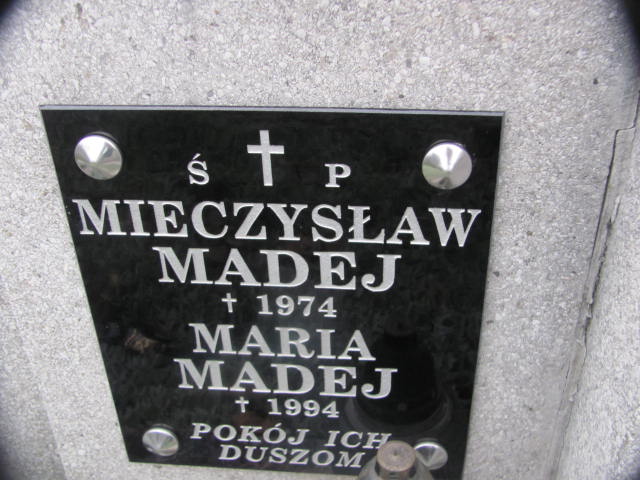 Ś P
MIECZYSŁAW
MADEJ
† 1974
MARIA
MADEJ
† 1994
POKÓJ ICH
DUSZOM